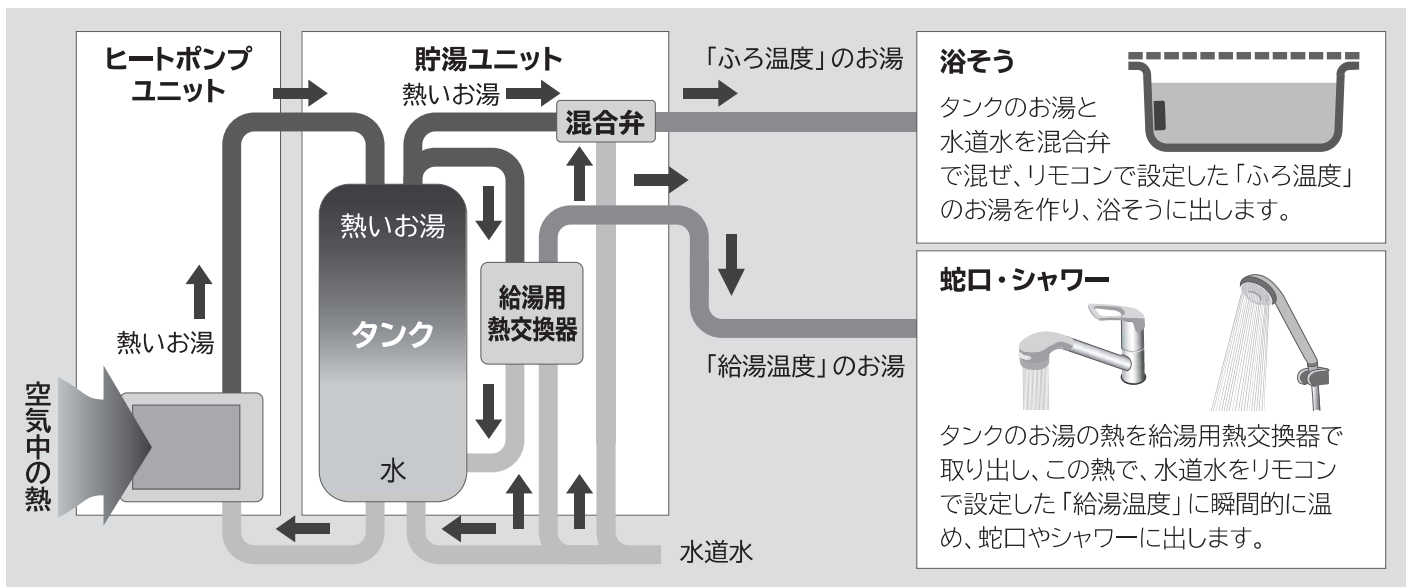 ヒートポンプ
ユニット
貯湯ユニット
熱いお湯
混合弁
「ふろ温度」のお湯
熱いお湯
タンク
水
給湯用
熱交換器
熱いお湯
空気中の熱
「給湯温度」のお湯
水道水
浴そう
タンクのお湯と
水道水を混合弁
で混ぜ、リモコンで設定した「ふろ温度」
のお湯を作り、浴そうに出します。
蛇口・シャワー
タンクのお湯の熱を給湯用熱交換器で
取り出し、この熱で、水道水をリモコン
で設定した「給湯温度」に瞬間的に温
め、蛇口やシャワーに出します。